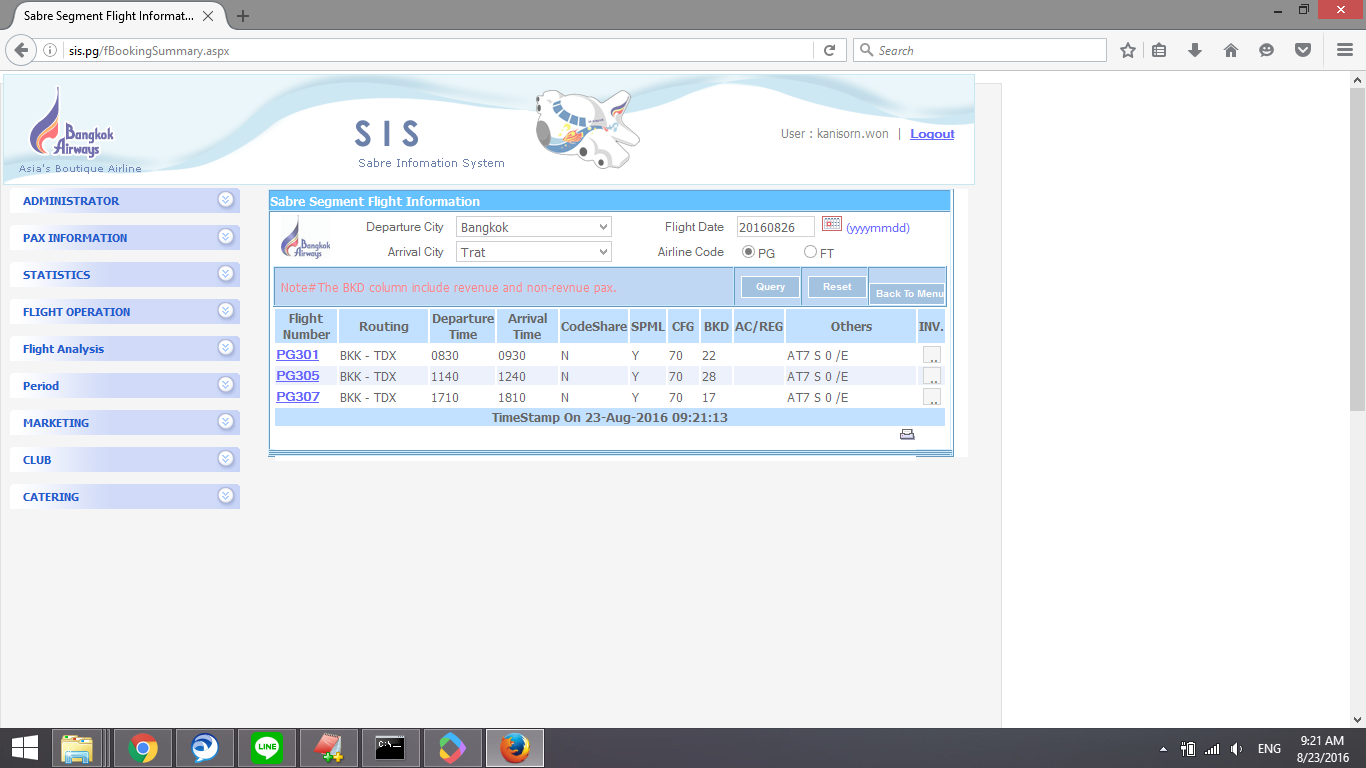 Sabre Segment Flight Informat...
sis.pg/fBookingSummary.aspx
Search
Bangkok
Airways
Asia's Boutique Airline
SIS
Sabre Infomation System
User : kanisorn.won | Logout
ADMINISTRATOR
PAX INFORMATION
STATISTICS
FLIGHT OPERATION
Flight Analysis
Period
MARKETING
CLUB
CATERING
Sabre Segment Flight Information
Bangkok
Airways
Departure City Bangkok Flight Date 20160826 (yyyymmdd)
Arrival City Trat Airline Code PG FT
Note#The BKD column include revenue and non-revnue pax. Query Reset Back To Menu
Flight Number Routing Departure Time Arrival Time CodeShare SPML CFG BKD AC/REG Others INV.
PG301 BKK - TDX 0830 0930 N Y 70 22 AT7 S 0 /E ..
PG305 BKK - TDX 1140 1240 N Y 70 28 AT7 S 0 /E ..
PG307 BKK - TDX 1710 1810 N Y 70 17 AT7 S 0 /E ..
TimeStamp On 23-Aug-2016 09:21:13
LINE
C:\_
ENG
9:21 AM
8/23/2016